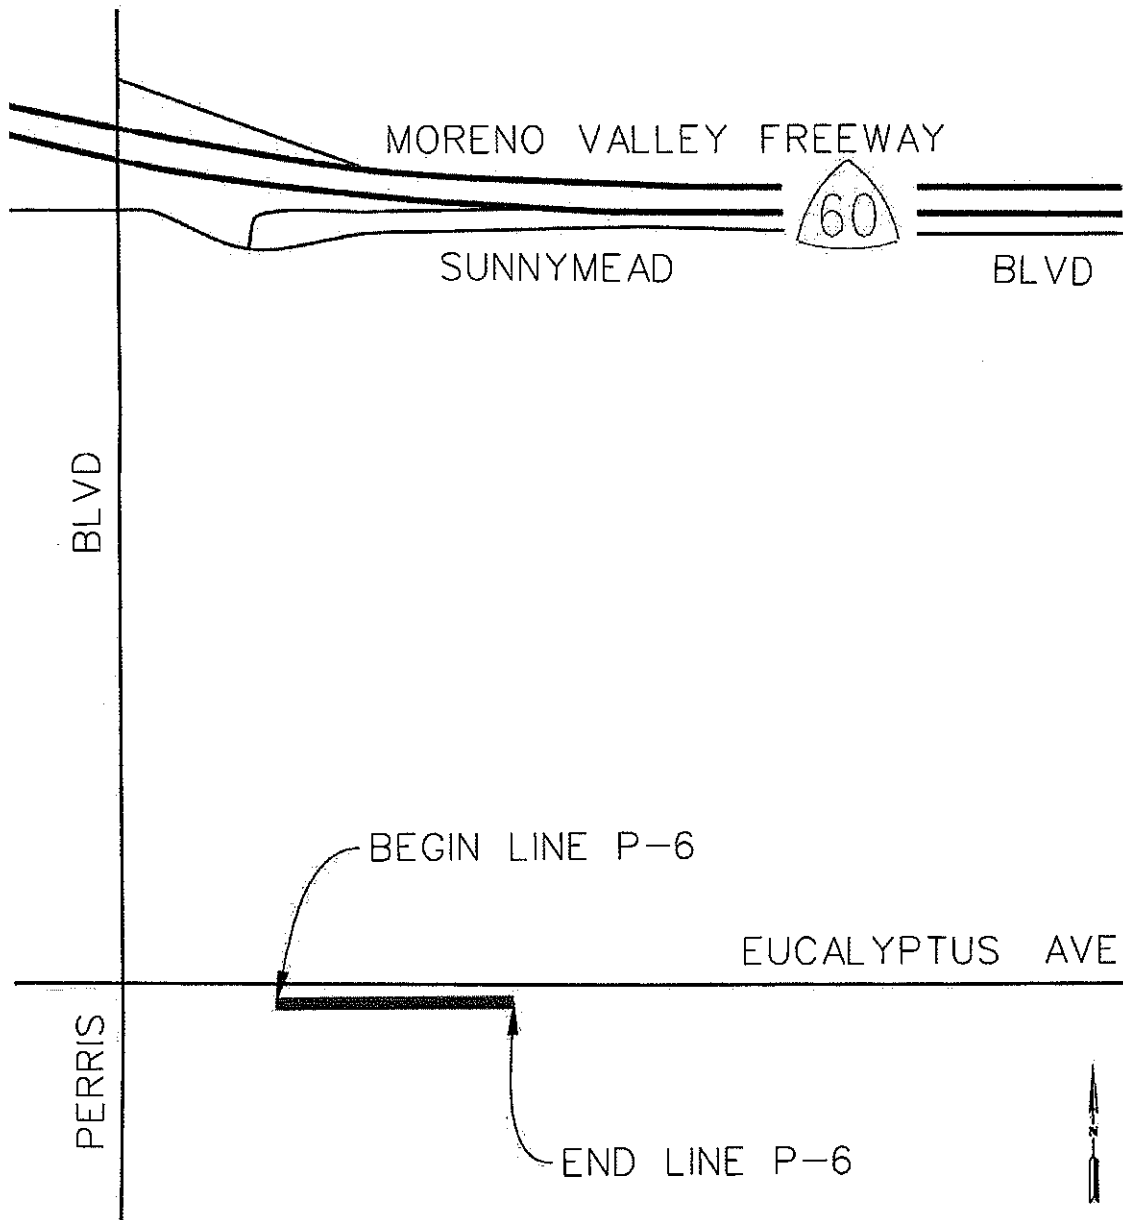 MORENO VALLEY FREEWAY
60
SUNNYMEAD BLVD
BLVD
BEGIN LINE P-6
EUCALYPTUS AVE
PERRIS
END LINE P-6
N